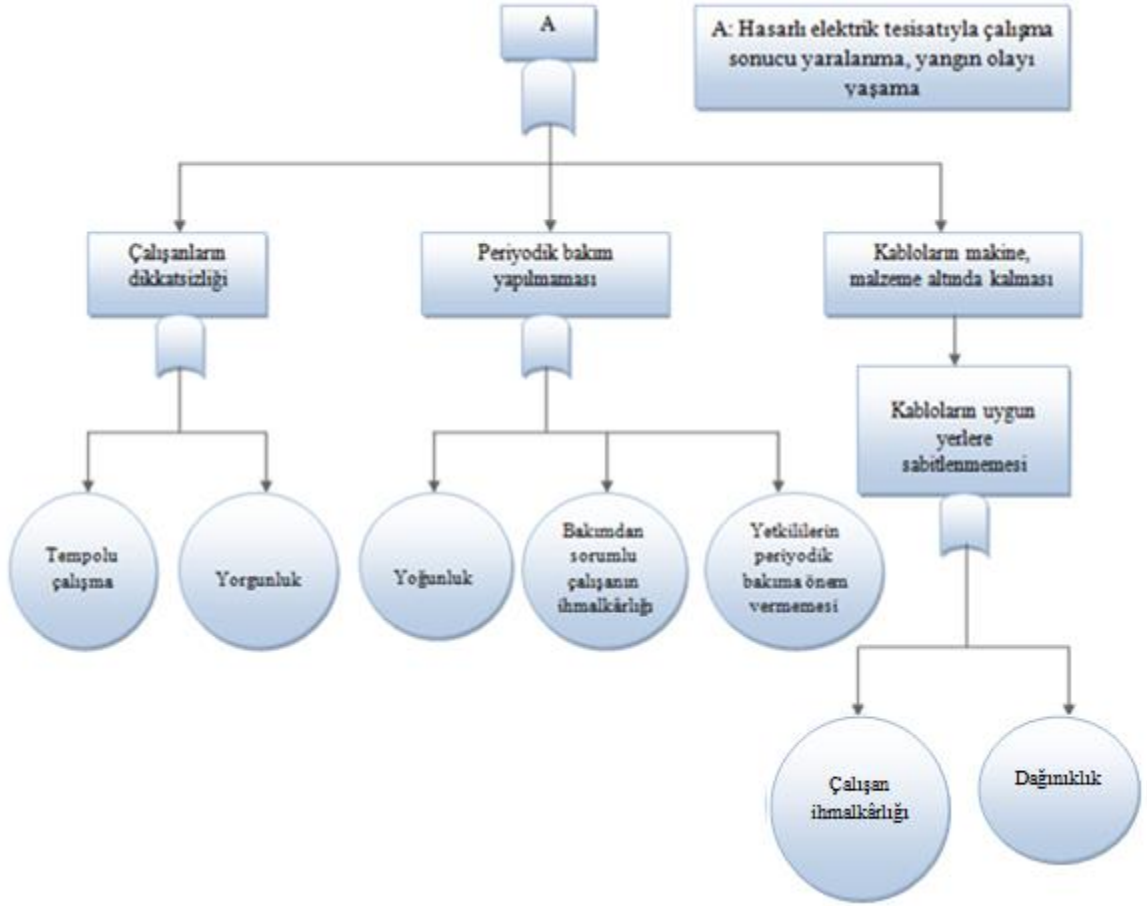 A
A: Hasarlı elektrik tesisatıyla çalışma
sonucu yaralanma, yangın olayı
yaşama
Çalışanların
dikkatsizliği
Periyodik bakım
yapılmaması
Kabloların makine,
malzeme altında kalması
Kabloların uygun
yerlere
sabitlenmemesi
Tempolu
çalışma
Yorgunluk
Yoğunluk
Bakımdan
sorumlu
çalışanın
ihmalkârlığı
Yetkililerin
periyodik
bakıma önem
vermemesi
Çalışan
ihmalkârlığı
Dağınıklık